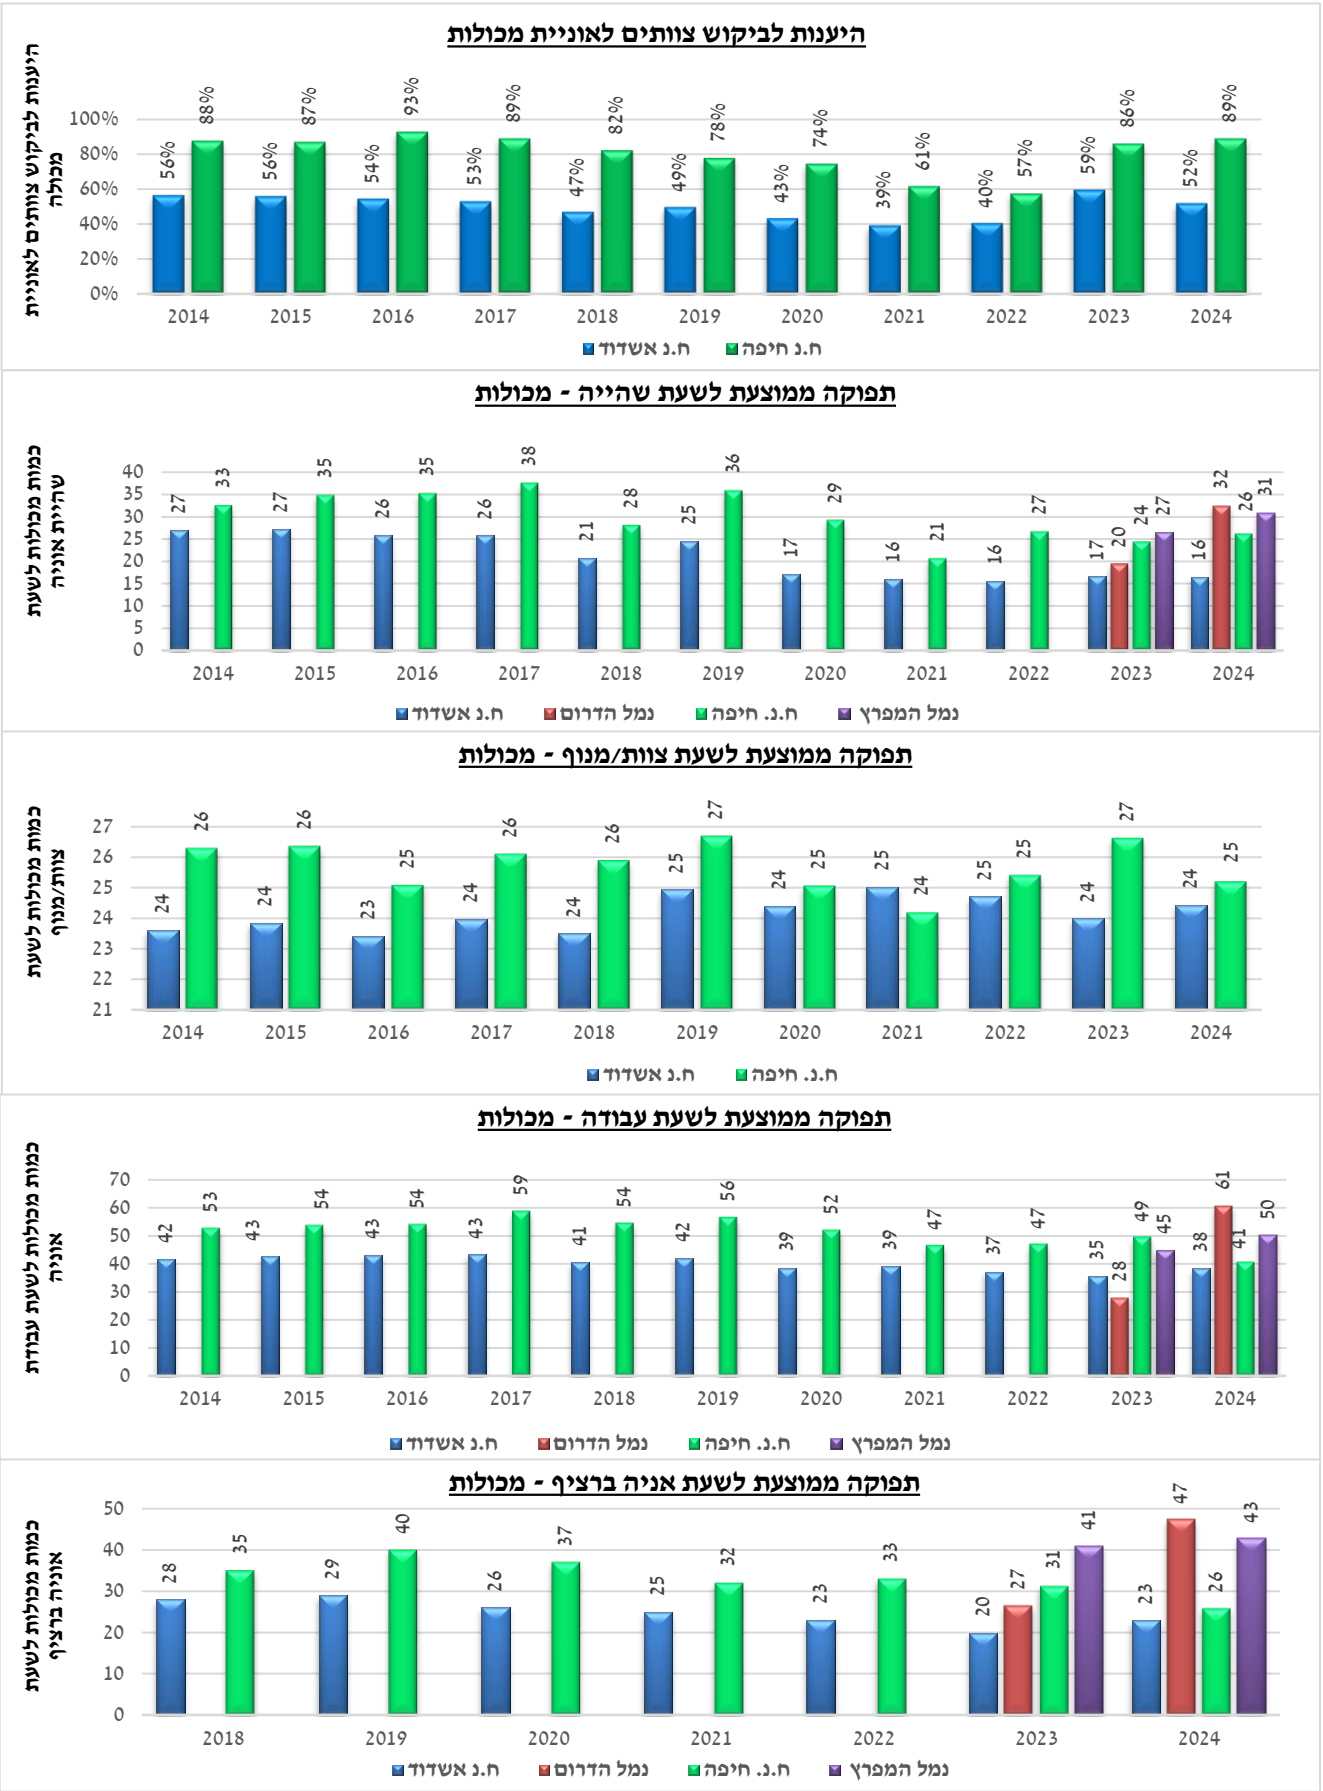 היענות לביקוש צוותים לאוניית מכולות
היענות לביקוש צוותים לאוניית
מכולה
100%
80%
60%
40%
20%
0%
56% 88% 56% 87% 54% 93% 53% 89% 47% 82% 49% 78% 43% 74% 39% 61% 40% 57% 59% 86% 52% 89%
2014 2015 2016 2017 2018 2019 2020 2021 2022 2023 2024
ח.נ אשדוד ח.נ חיפה
תפוקה ממוצעת לשעת שהייה - מכולות
כמות מכולות לשעת
שהיית אוניה
40
35
30
25
20
15
10
5
0
27 33 27 35 26 35 26 38 21 28 25 36 17 29 16 21 16 27 17 20 24 27 16 32 26 31
2014 2015 2016 2017 2018 2019 2020 2021 2022 2023 2024
ח.נ אשדוד נמל הדרום ח.נ. חיפה נמל המפרץ
תפוקה ממוצעת לשעת צוות/מנוף - מכולות
כמות מכולות לשעת
צוות/מנוף
27
26
25
24
23
22
21
24 26 24 26 23 25 24 26 24 26 25 27 24 25 25 24 25 25 24 27 24 25
2014 2015 2016 2017 2018 2019 2020 2021 2022 2023 2024
ח.נ אשדוד ח.נ. חיפה
תפוקה ממוצעת לשעת עבודה - מכולות
כמות מכולות לשעת עבודת
אוניה
70
60
50
40
30
20
10
0
42 53 43 54 43 54 43 59 41 54 42 56 39 52 39 47 37 47 35 28 49 45 38 61 41 50
2014 2015 2016 2017 2018 2019 2020 2021 2022 2023 2024
ח.נ אשדוד נמל הדרום ח.נ. חיפה נמל המפרץ
תפוקה ממוצעת לשעת אניה ברציף - מכולות
כמות מכולות לשעת
אוניה ברציף
50
40
30
20
10
0
28 35 29 40 26 37 25 32 23 33 20 27 31 41 23 47 26 43
2018 2019 2020 2021 2022 2023 2024
ח.נ אשדוד נמל הדרום ח.נ. חיפה נמל המפרץ